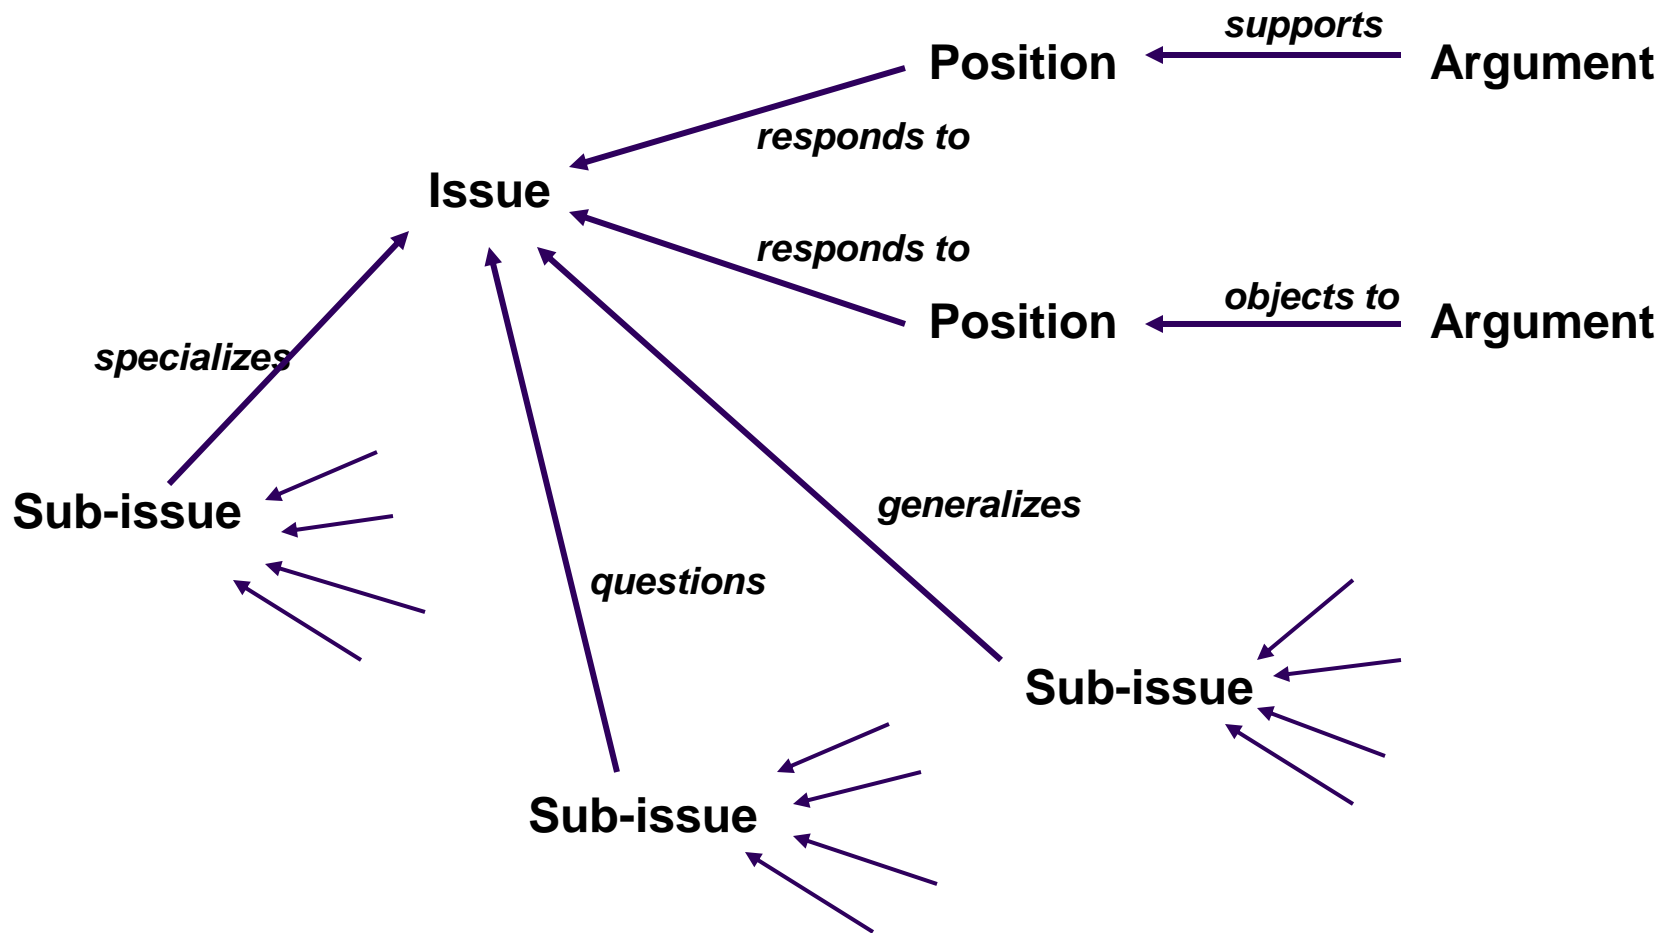 supports
Position
Argument
responds to
Issue
responds to
objects to
Position
Argument
specializes
generalizes
Sub-issue
questions
Sub-issue
Sub-issue